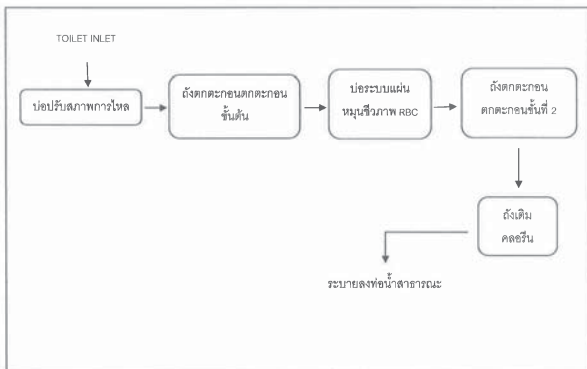 TOILET INLET
บ่อปรับสภาพการไหล
ถังตกตะกอนตกตะกอน
ขั้นต้น
บ่อระบบแผ่น
หมุนชีวภาพ RBC
ถังตกตะกอน
ตกตะกอนขั้นที่ 2
ถังเติม
คลอรีน
ระบายลงท่อน้ำสาธารณะ